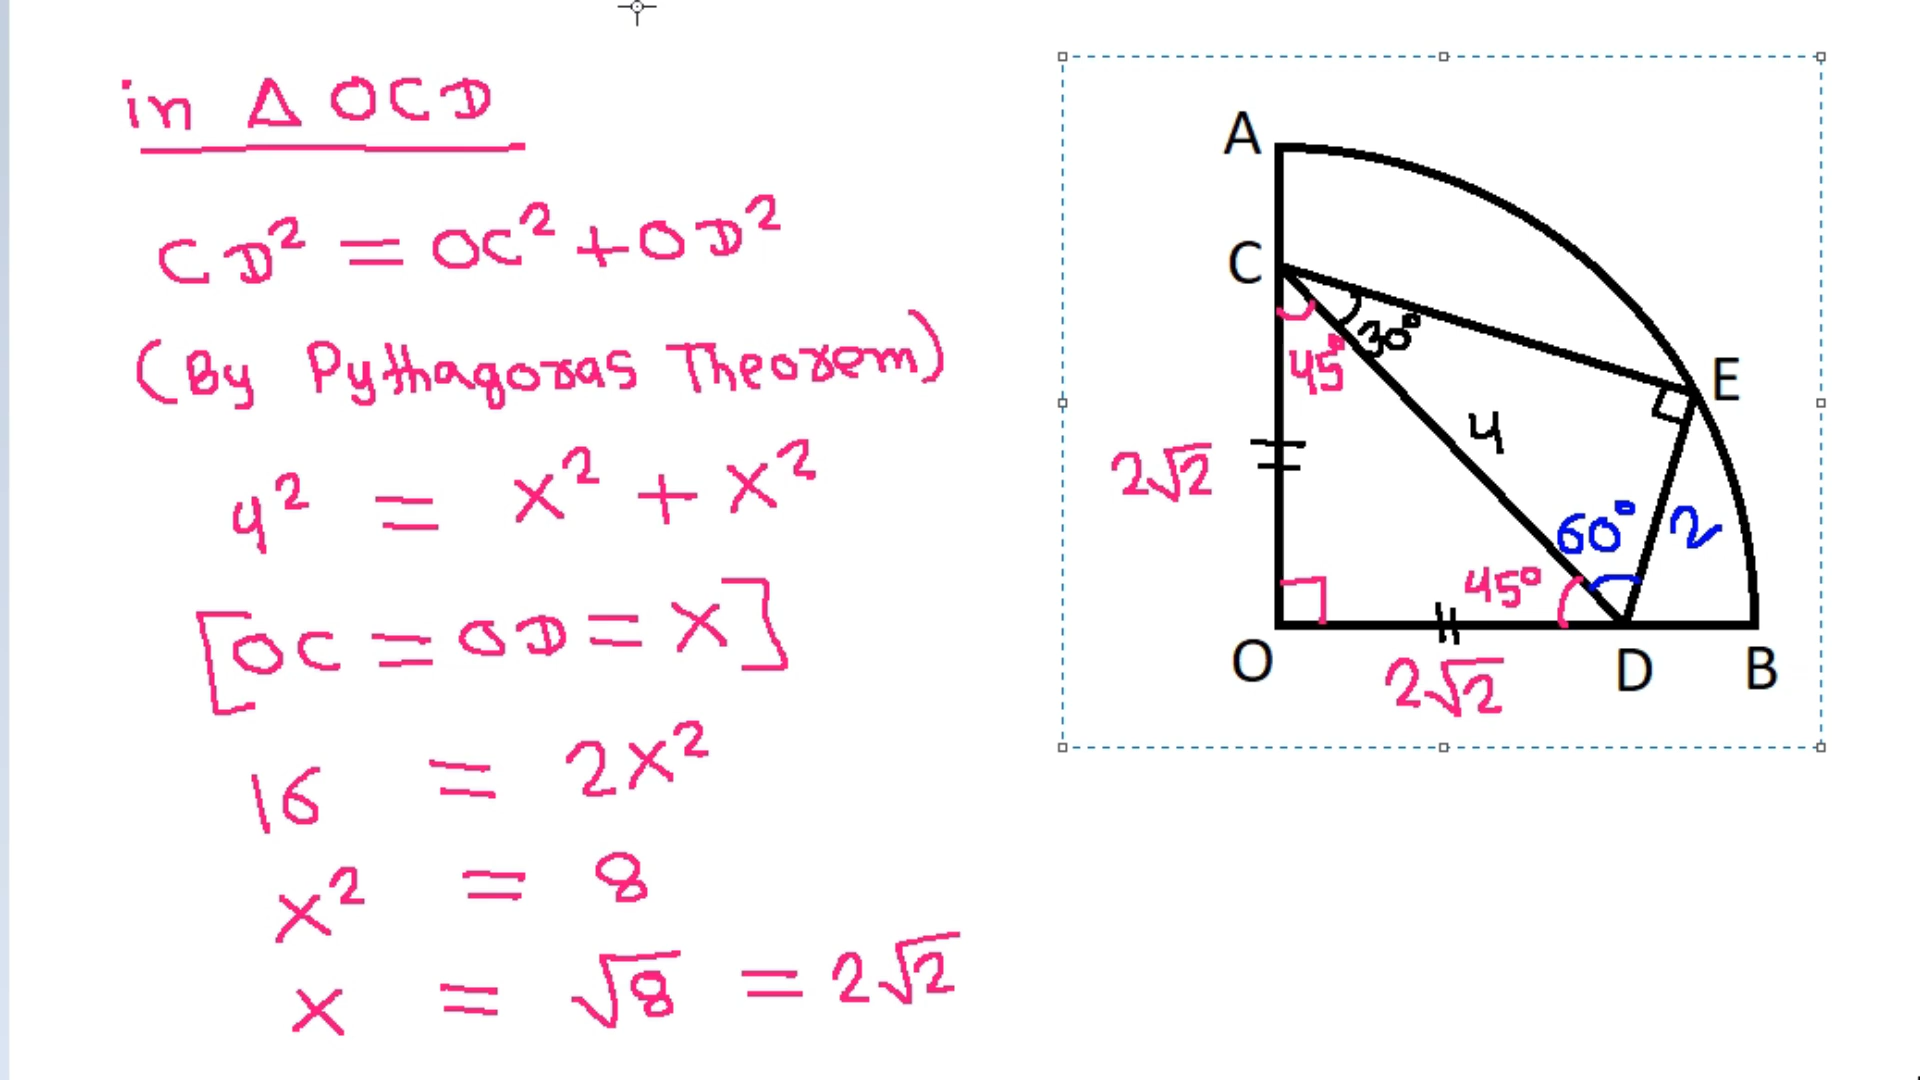 in Δ OCD
CD² = OC² + OD²
(By Pythagoras Theorem)
4² = x² + x²
[OC = OD = x]
16 = 2x²
x² = 8
x = √8 = 2√2
A
C
30°
45°
E
4
2√2
60°
2
45°
O
D
B
2√2